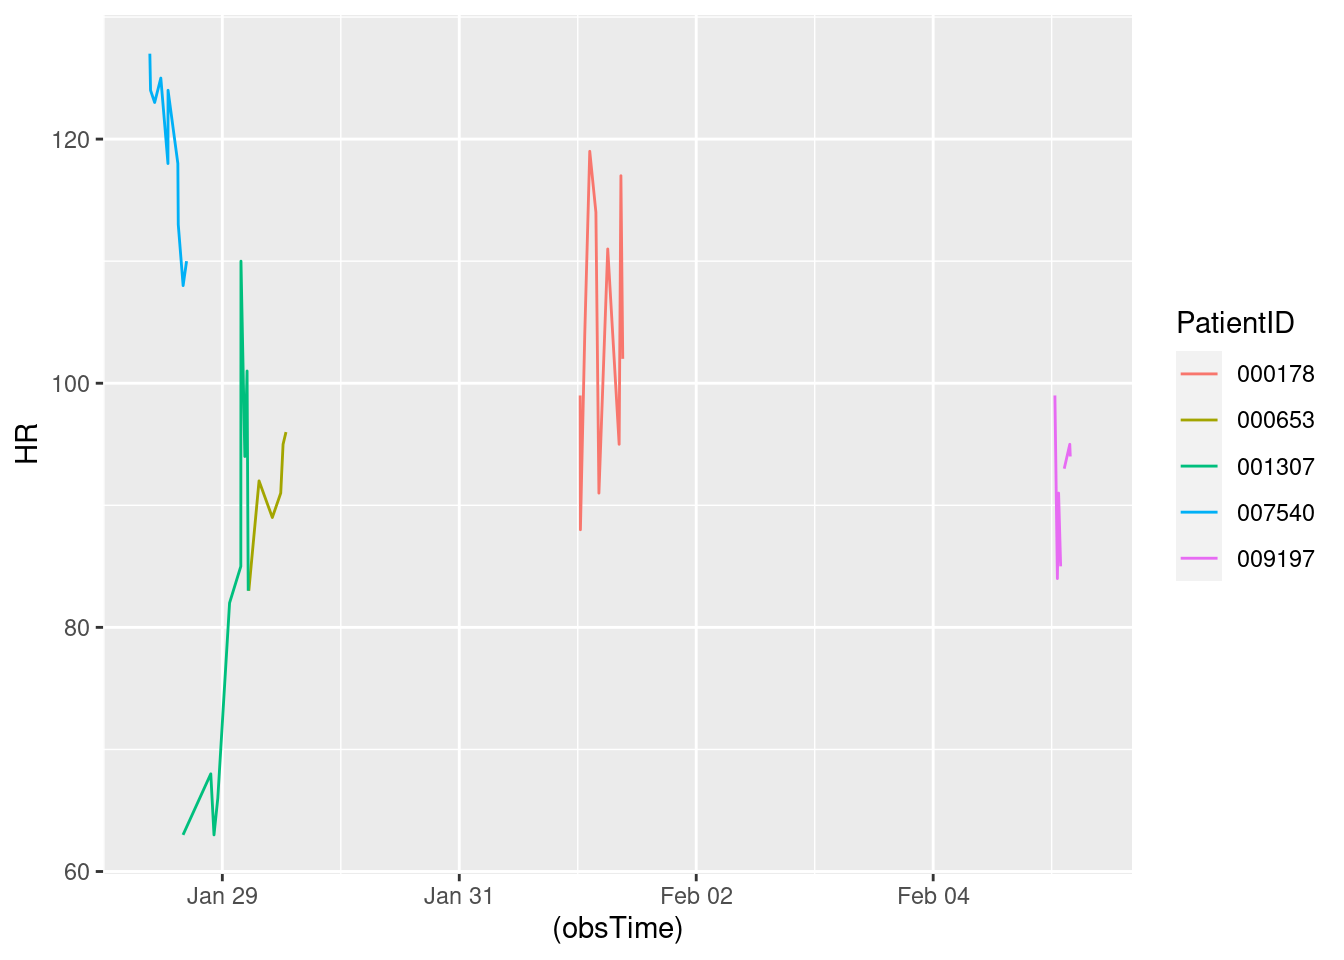 120
100
80
60
HR
Jan 29
Jan 31
Feb 02
Feb 04
(obsTime)
PatientID
000178
000653
001307
007540
009197